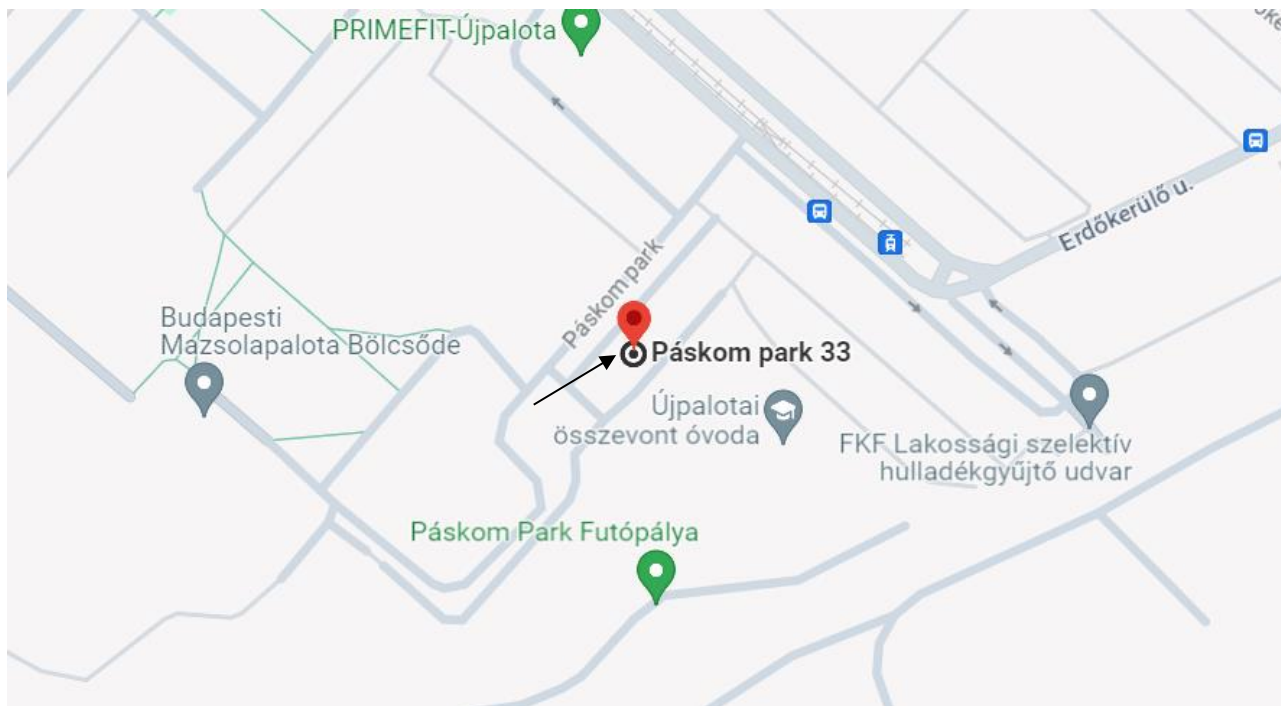 PRIMEFIT-Újpalota
Erdőkerülő u.
Páskom park
Budapesti
Mazsolapalota Bölcsőde
Páskom park 33
Újpalotai
összevont óvoda
FKF Lakossági szelektív
hulladékgyűjtő udvar
Páskom Park Futópálya